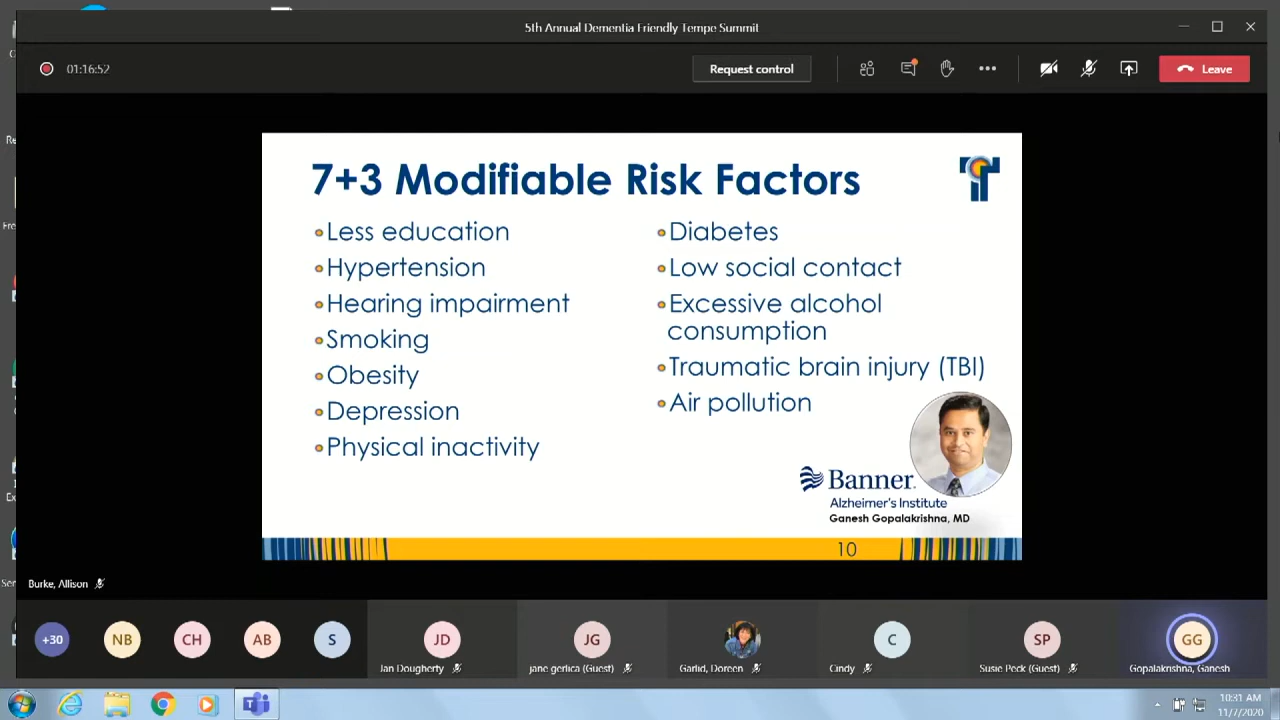 5th Annual Dementia Friendly Tempe Summit
01:16:52
Request control
Leave
7+3 Modifiable Risk Factors
Less education
Hypertension
Hearing impairment
Smoking
Obesity
Depression
Physical inactivity
Diabetes
Low social contact
Excessive alcohol
consumption
Traumatic brain injury (TBI)
Air pollution
Banner
Alzheimer's Institute
Ganesh Gopalakrishna, MD
10
Burke, Allison
+30
NB
CH
AB
S
JD
JG
C
SP
GG
Jan Dougherty
jane gerlica (Guest)
Garlid, Doreen
Cindy
Susie Peck (Guest)
Gopalakrishna, Ganesh
10:31 AM
11/7/2020